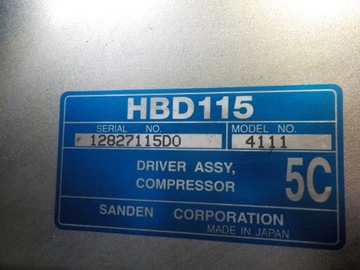 HBD115
SERIAL NO. MODEL NO.
12827115D0 4111
DRIVER ASSY,
COMPRESSOR 5C
SANDEN CORPORATION
MADE IN JAPAN